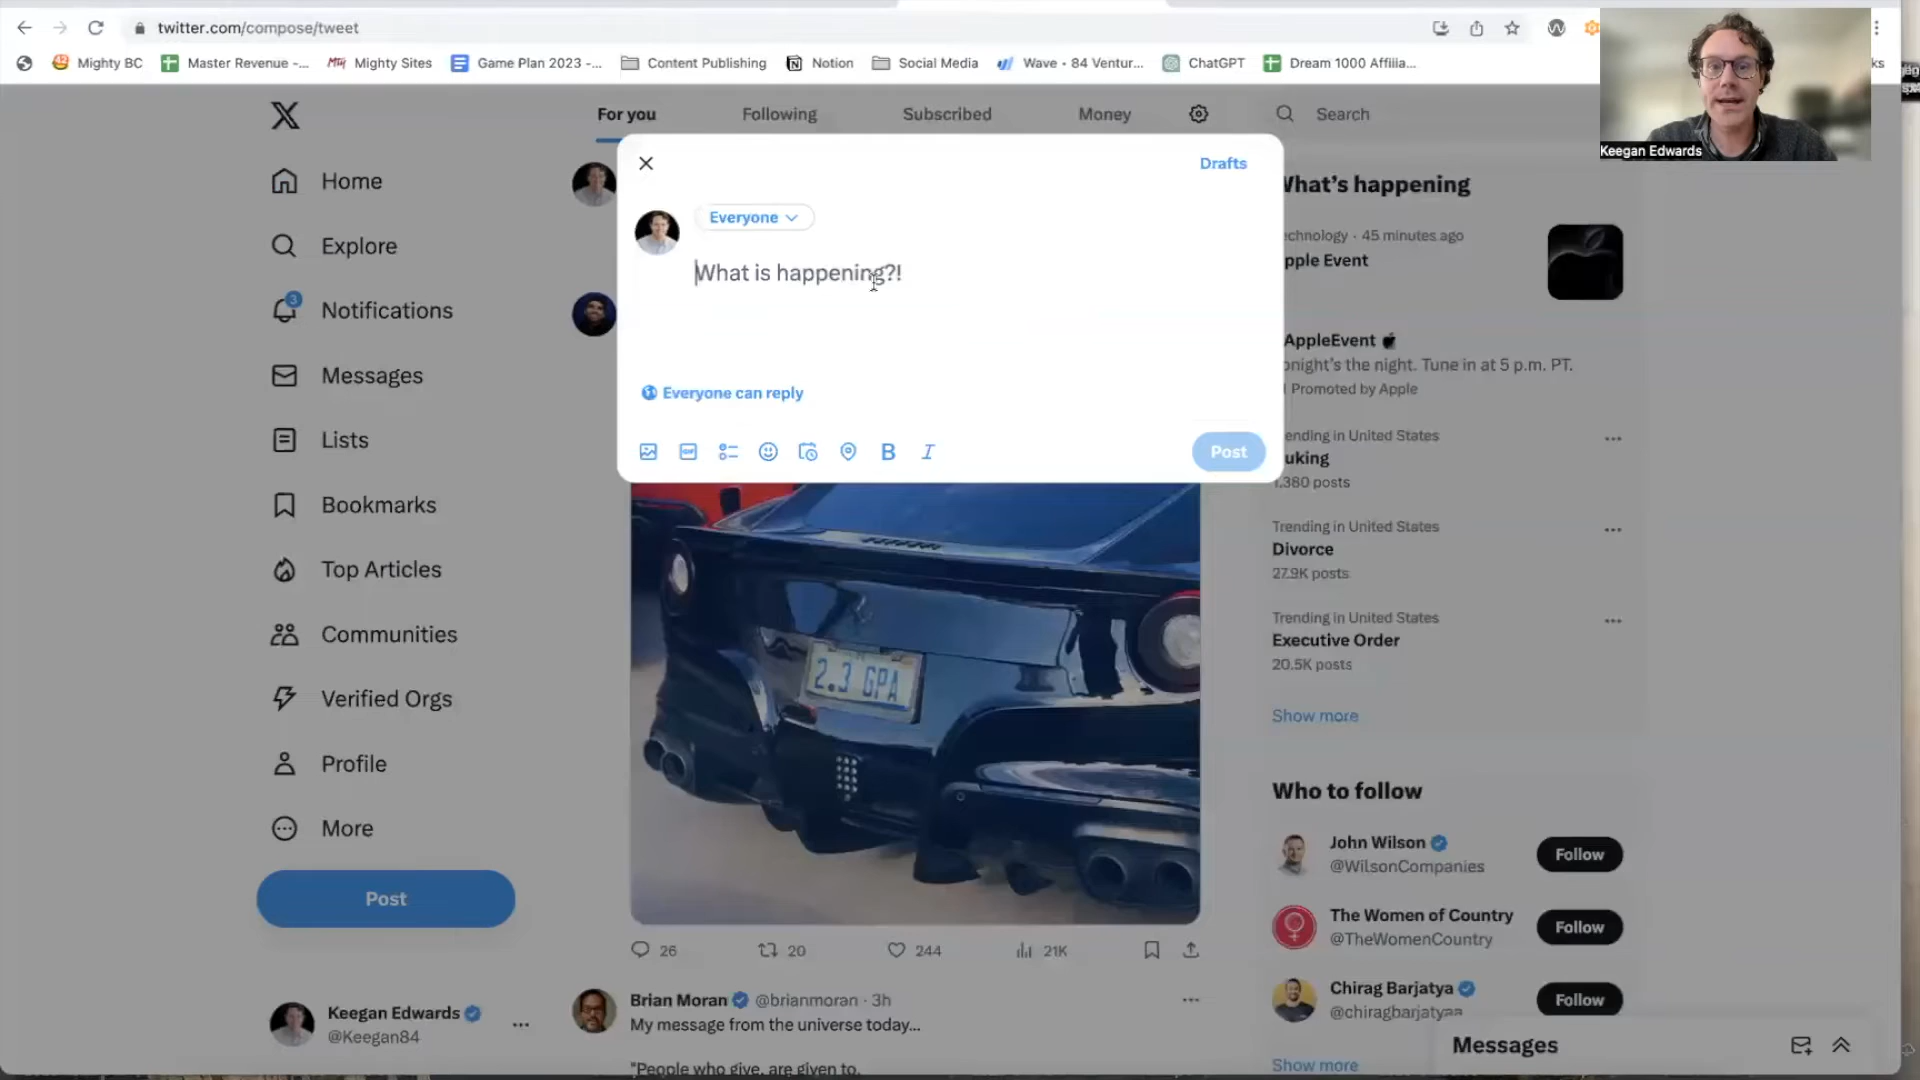 twitter.com/compose/tweet
Mighty BC
Master Revenue -...
Mighty Sites
Game Plan 2023 -...
Content Publishing
Notion
Social Media
Wave • 84 Ventur...
ChatGPT
Dream 1000 Affilia...
ks
Keegan Edwards
For you
Following
Subscribed
Money
Search
Home
Explore
3
Notifications
Messages
Lists
Bookmarks
Top Articles
Communities
Verified Orgs
Profile
More
Post
Keegan Edwards
@Keegan84
Drafts
Everyone
What is happening?!
Everyone can reply
GIF
B I
Post
2.3 GPA
26
20
244
21K
Brian Moran @brianmoran · 3h
My message from the universe today...
"People who give, are given to.
What's happening
echnology · 45 minutes ago
pple Event
AppleEvent
onight's the night. Tune in at 5 p.m. PT.
Promoted by Apple
ending in United States
uking
1,380 posts
Trending in United States
Divorce
27.9K posts
Trending in United States
Executive Order
20.5K posts
Show more
Who to follow
John Wilson
@WilsonCompanies
Follow
The Women of Country
@TheWomenCountry
Follow
Chirag Barjatya
@chiragbarjatyaa
Follow
Show more
Messages